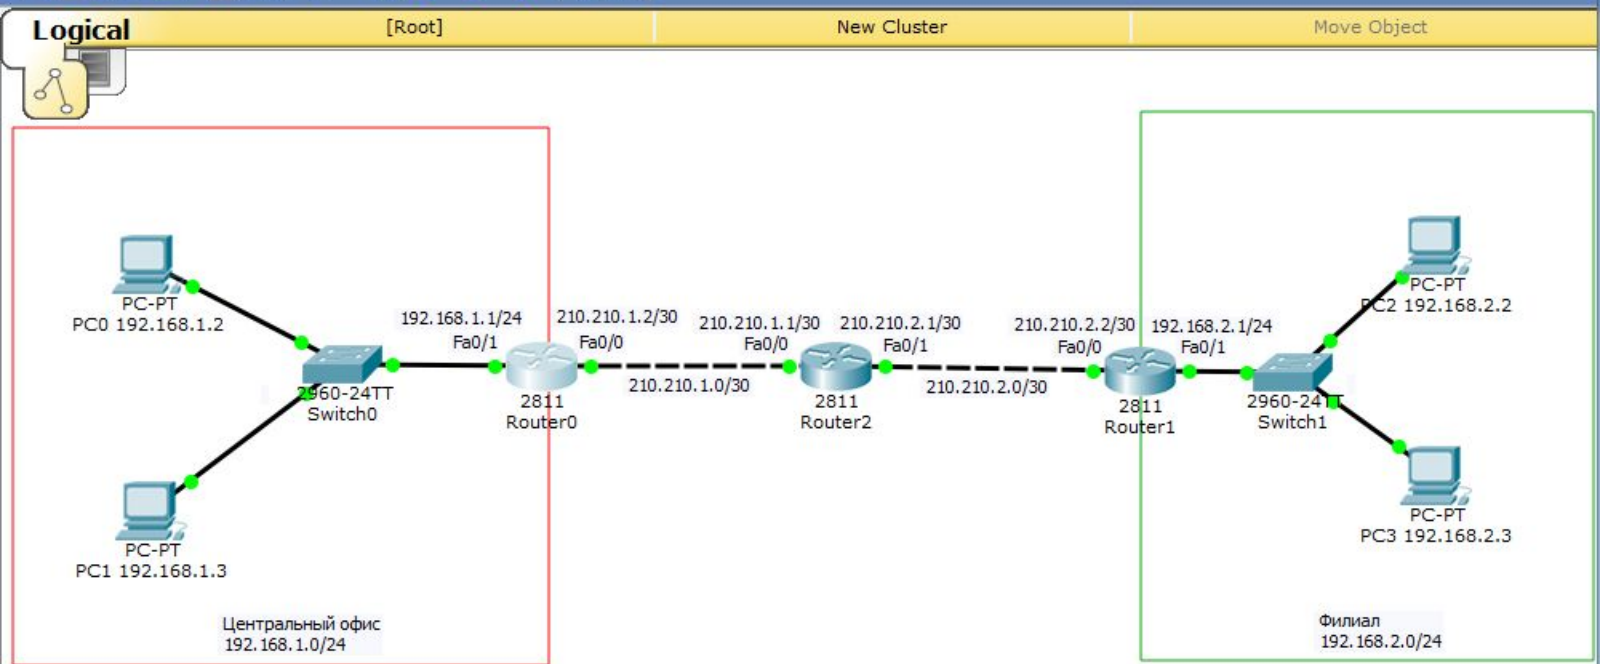 Logical
[Root]
New Cluster
Move Object
PC-PT
PC0 192.168.1.2
PC-PT
PC1 192.168.1.3
2960-24TT
Switch0
192.168.1.1/24
Fa0/1
2811
Router0
210.210.1.2/30
Fa0/0
210.210.1.0/30
210.210.1.1/30
Fa0/0
2811
Router2
210.210.2.1/30
Fa0/1
210.210.2.0/30
210.210.2.2/30
Fa0/0
2811
Router1
192.168.2.1/24
Fa0/1
2960-24TT
Switch1
PC-PT
PC2 192.168.2.2
PC-PT
PC3 192.168.2.3
Центральный офис
192.168.1.0/24
Филиал
192.168.2.0/24